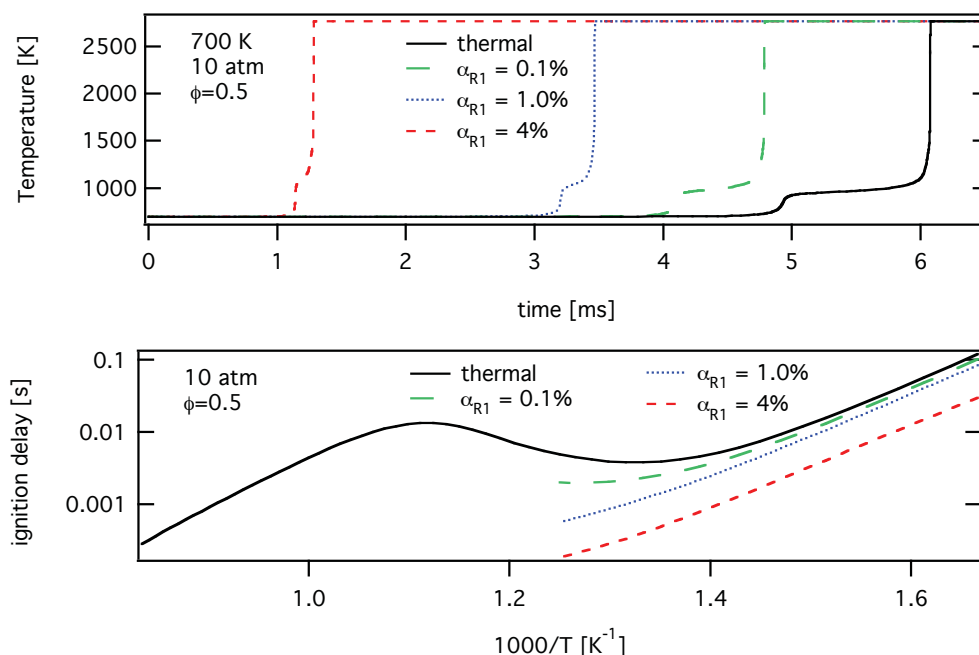 Temperature [K]
2500
2000
1500
1000
700 K
10 atm
ϕ=0.5
thermal
αR1 = 0.1%
αR1 = 1.0%
αR1 = 4%
0 1 2 3 4 5 6
time [ms]
ignition delay [s]
0.1
0.01
0.001
10 atm
ϕ=0.5
thermal
αR1 = 0.1%
αR1 = 1.0%
αR1 = 4%
1.0 1.2 1.4 1.6
1000/T [K⁻¹]